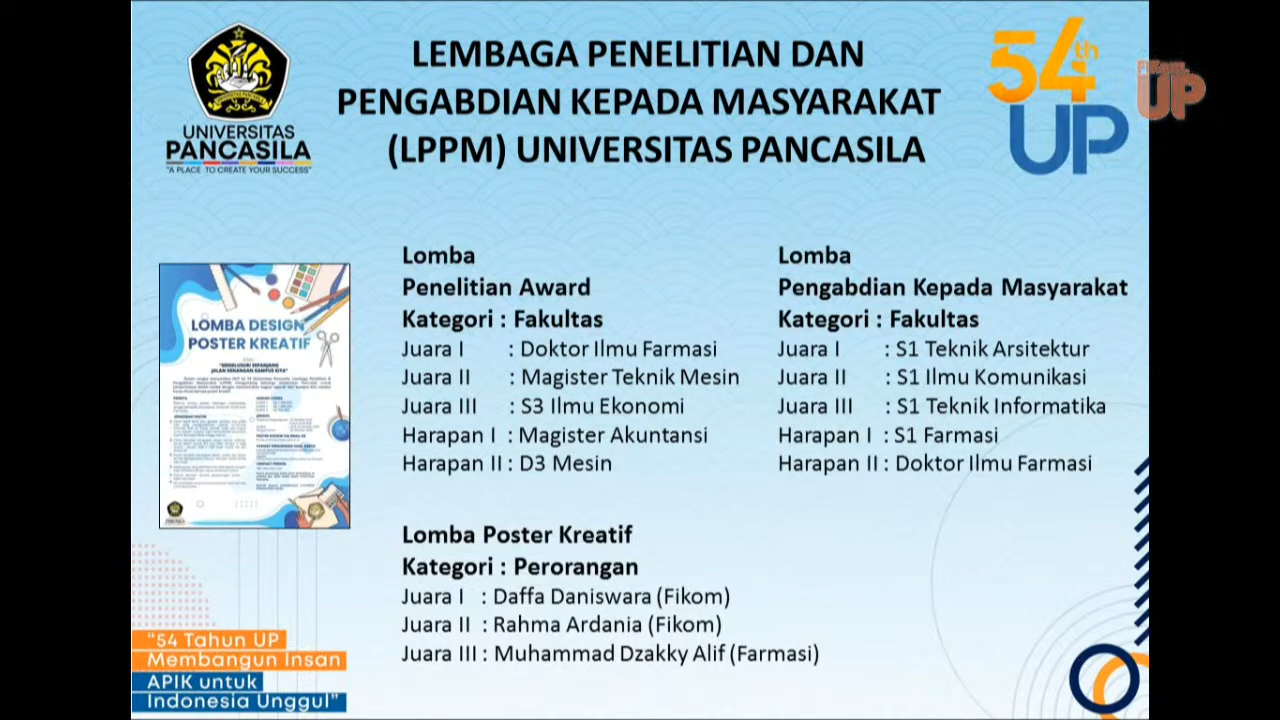 LEMBAGA PENELITIAN DAN
PENGABDIAN KEPADA MASYARAKAT
(LPPM) UNIVERSITAS PANCASILA
UNIVERSITAS
PANCASILA
"A PLACE TO CREATE YOUR SUCCESS"
54th
UP
Fikom
UP
LOMBA DESIGN
POSTER KREATIF
Lomba
Penelitian Award
Kategori : Fakultas
Juara I : Doktor Ilmu Farmasi
Juara II : Magister Teknik Mesin
Juara III : S3 Ilmu Ekonomi
Harapan I : Magister Akuntansi
Harapan II : D3 Mesin
Lomba
Pengabdian Kepada Masyarakat
Kategori : Fakultas
Juara I : S1 Teknik Arsitektur
Juara II : S1 Ilmu Komunikasi
Juara III : S1 Teknik Informatika
Harapan I : S1 Farmasi
Harapan II : Doktor Ilmu Farmasi
Lomba Poster Kreatif
Kategori : Perorangan
Juara I : Daffa Daniswara (Fikom)
Juara II : Rahma Ardania (Fikom)
Juara III : Muhammad Dzakky Alif (Farmasi)
"54 Tahun UP
Membangun Insan
APIK untuk
Indonesia Unggul"